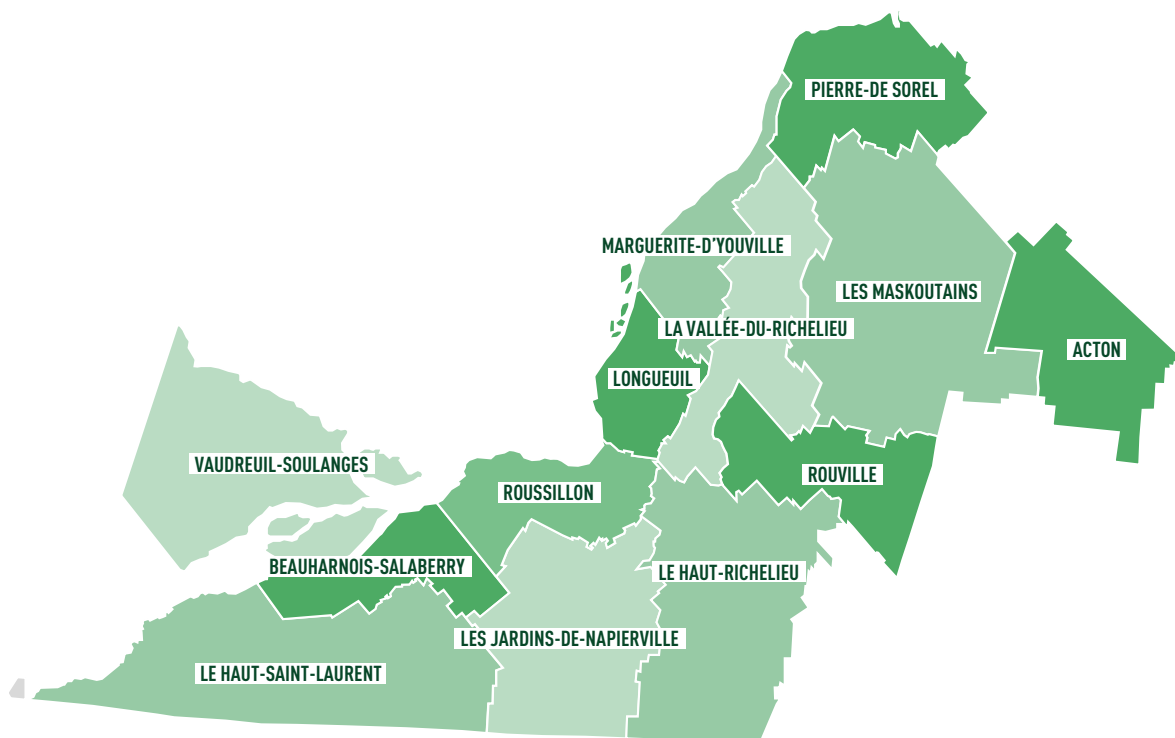 PIERRE-DE SOREL
MARGUERITE-D'YOUVILLE
LES MASKOUTAINS
LA VALLÉE-DU-RICHELIEU
ACTON
LONGUEUIL
VAUDREUIL-SOULANGES
ROUVILLE
ROUSSILLON
BEAUHARNOIS-SALABERRY
LE HAUT-RICHELIEU
LES JARDINS-DE-NAPIERVILLE
LE HAUT-SAINT-LAURENT